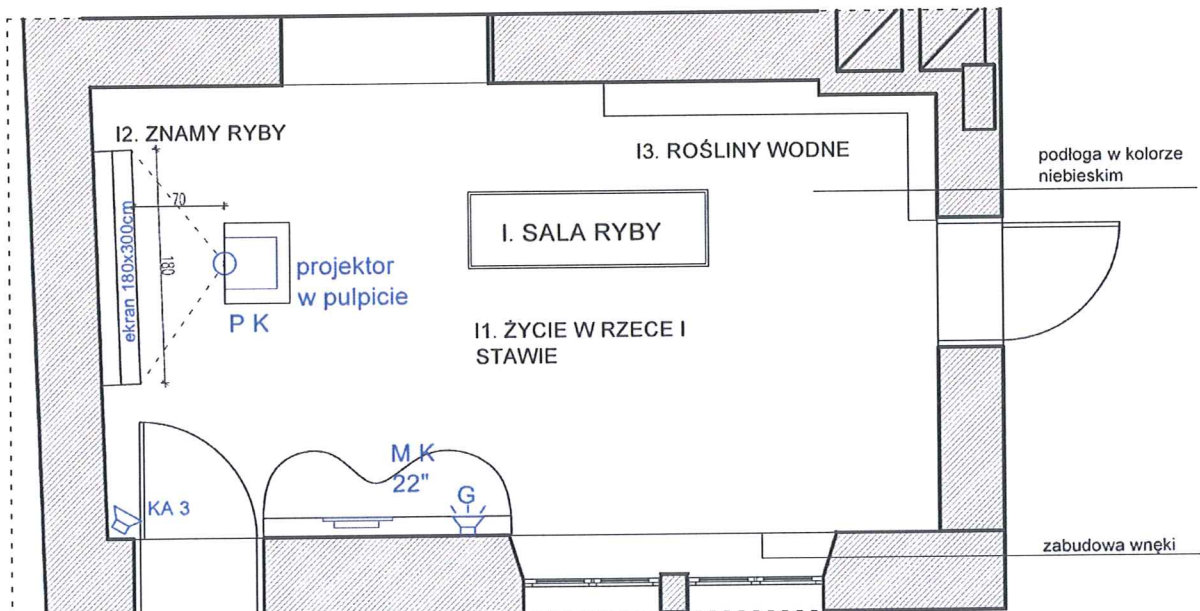 I2. ZNAMY RYBY
I3. ROŚLINY WODNE
podłoga w kolorze
niebieskim
70
180
ekran 180x300cm
I. SALA RYBY
projektor
w pulpicie
P K
I1. ŻYCIE W RZECE I
STAWIE
M K
22"
G
KA 3
zabudowa wnęki